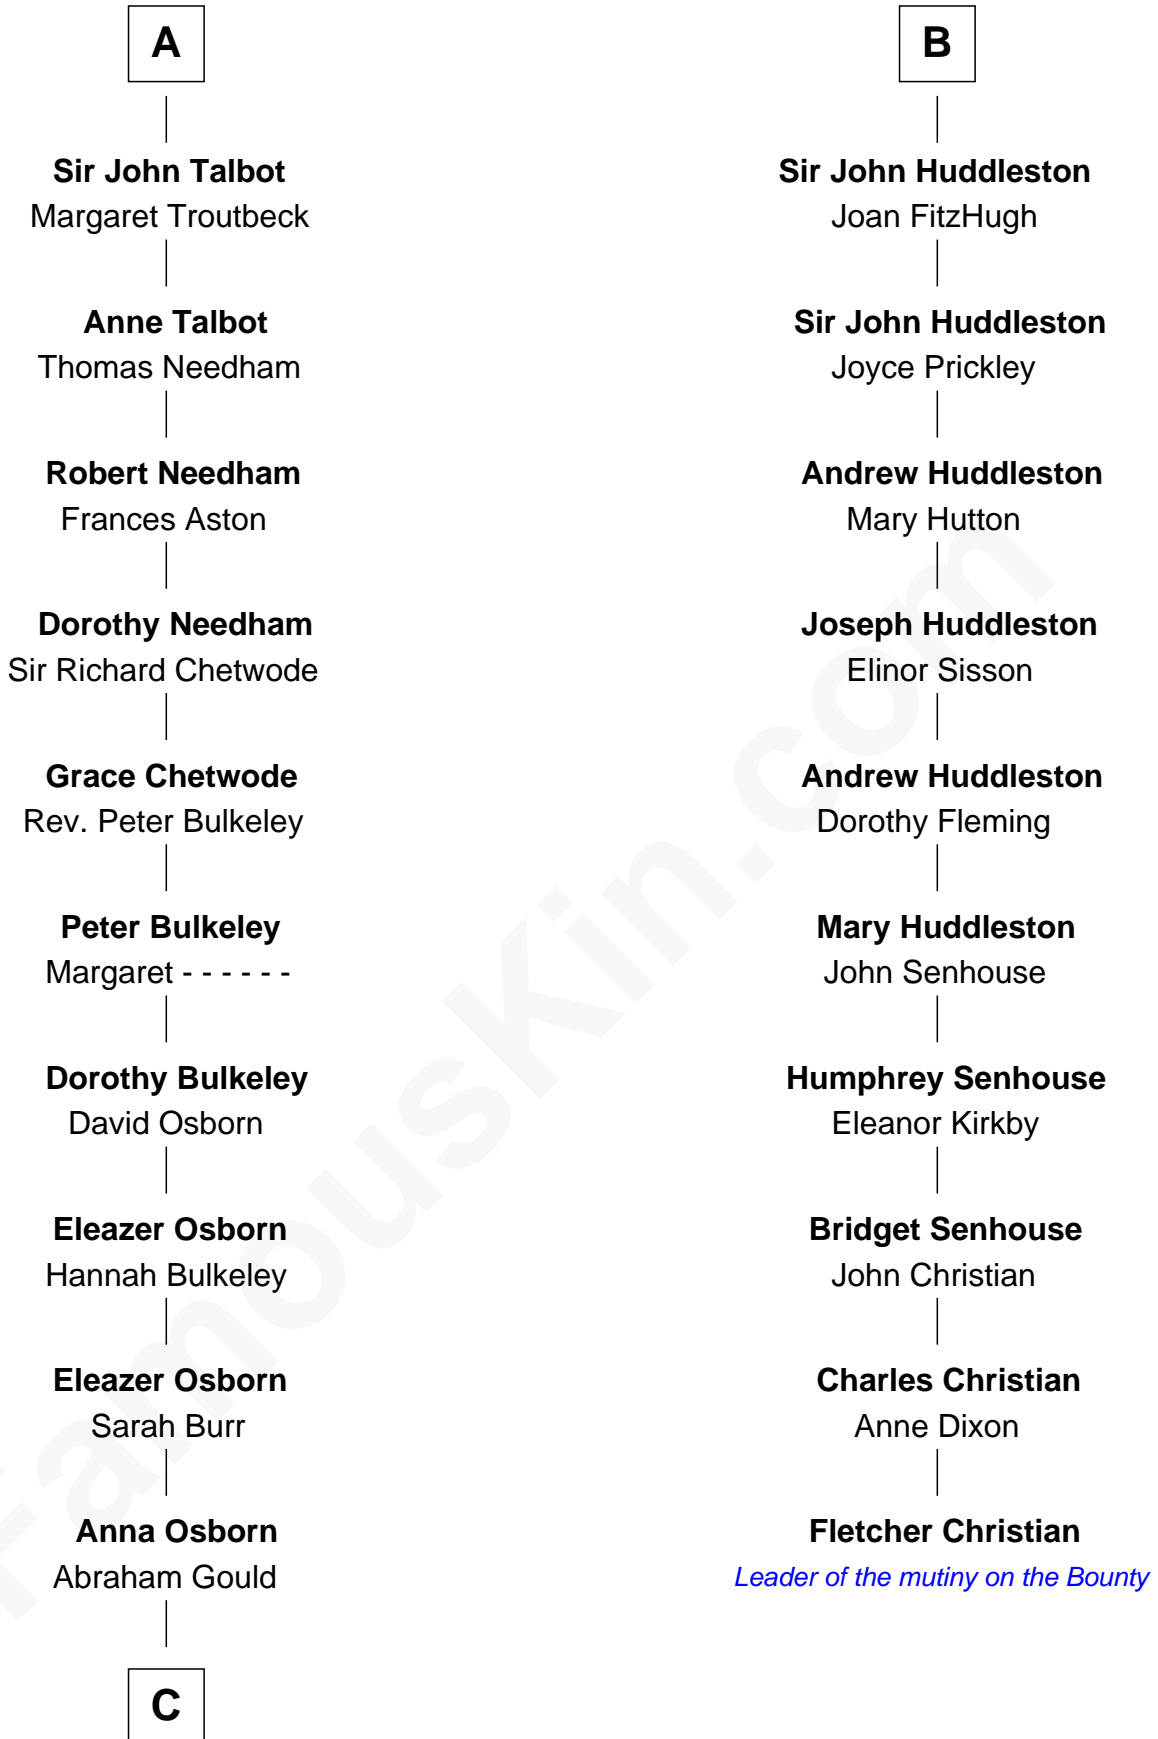 A
Sir John Talbot
Margaret Troutbeck
Anne Talbot
Thomas Needham
Robert Needham
Frances Aston
Dorothy Needham
Sir Richard Chetwode
Grace Chetwode
Rev. Peter Bulkeley
Peter Bulkeley
Margaret - - - - - -
Dorothy Bulkeley
David Osborn
Eleazer Osborn
Hannah Bulkeley
Eleazer Osborn
Sarah Burr
Anna Osborn
Abraham Gould
C
B
Sir John Huddleston
Joan FitzHugh
Sir John Huddleston
Joyce Prickley
Andrew Huddleston
Mary Hutton
Joseph Huddleston
Elinor Sisson
Andrew Huddleston
Dorothy Fleming
Mary Huddleston
John Senhouse
Humphrey Senhouse
Eleanor Kirkby
Bridget Senhouse
John Christian
Charles Christian
Anne Dixon
Fletcher Christian
Leader of the mutiny on the Bounty
FamousKin.com